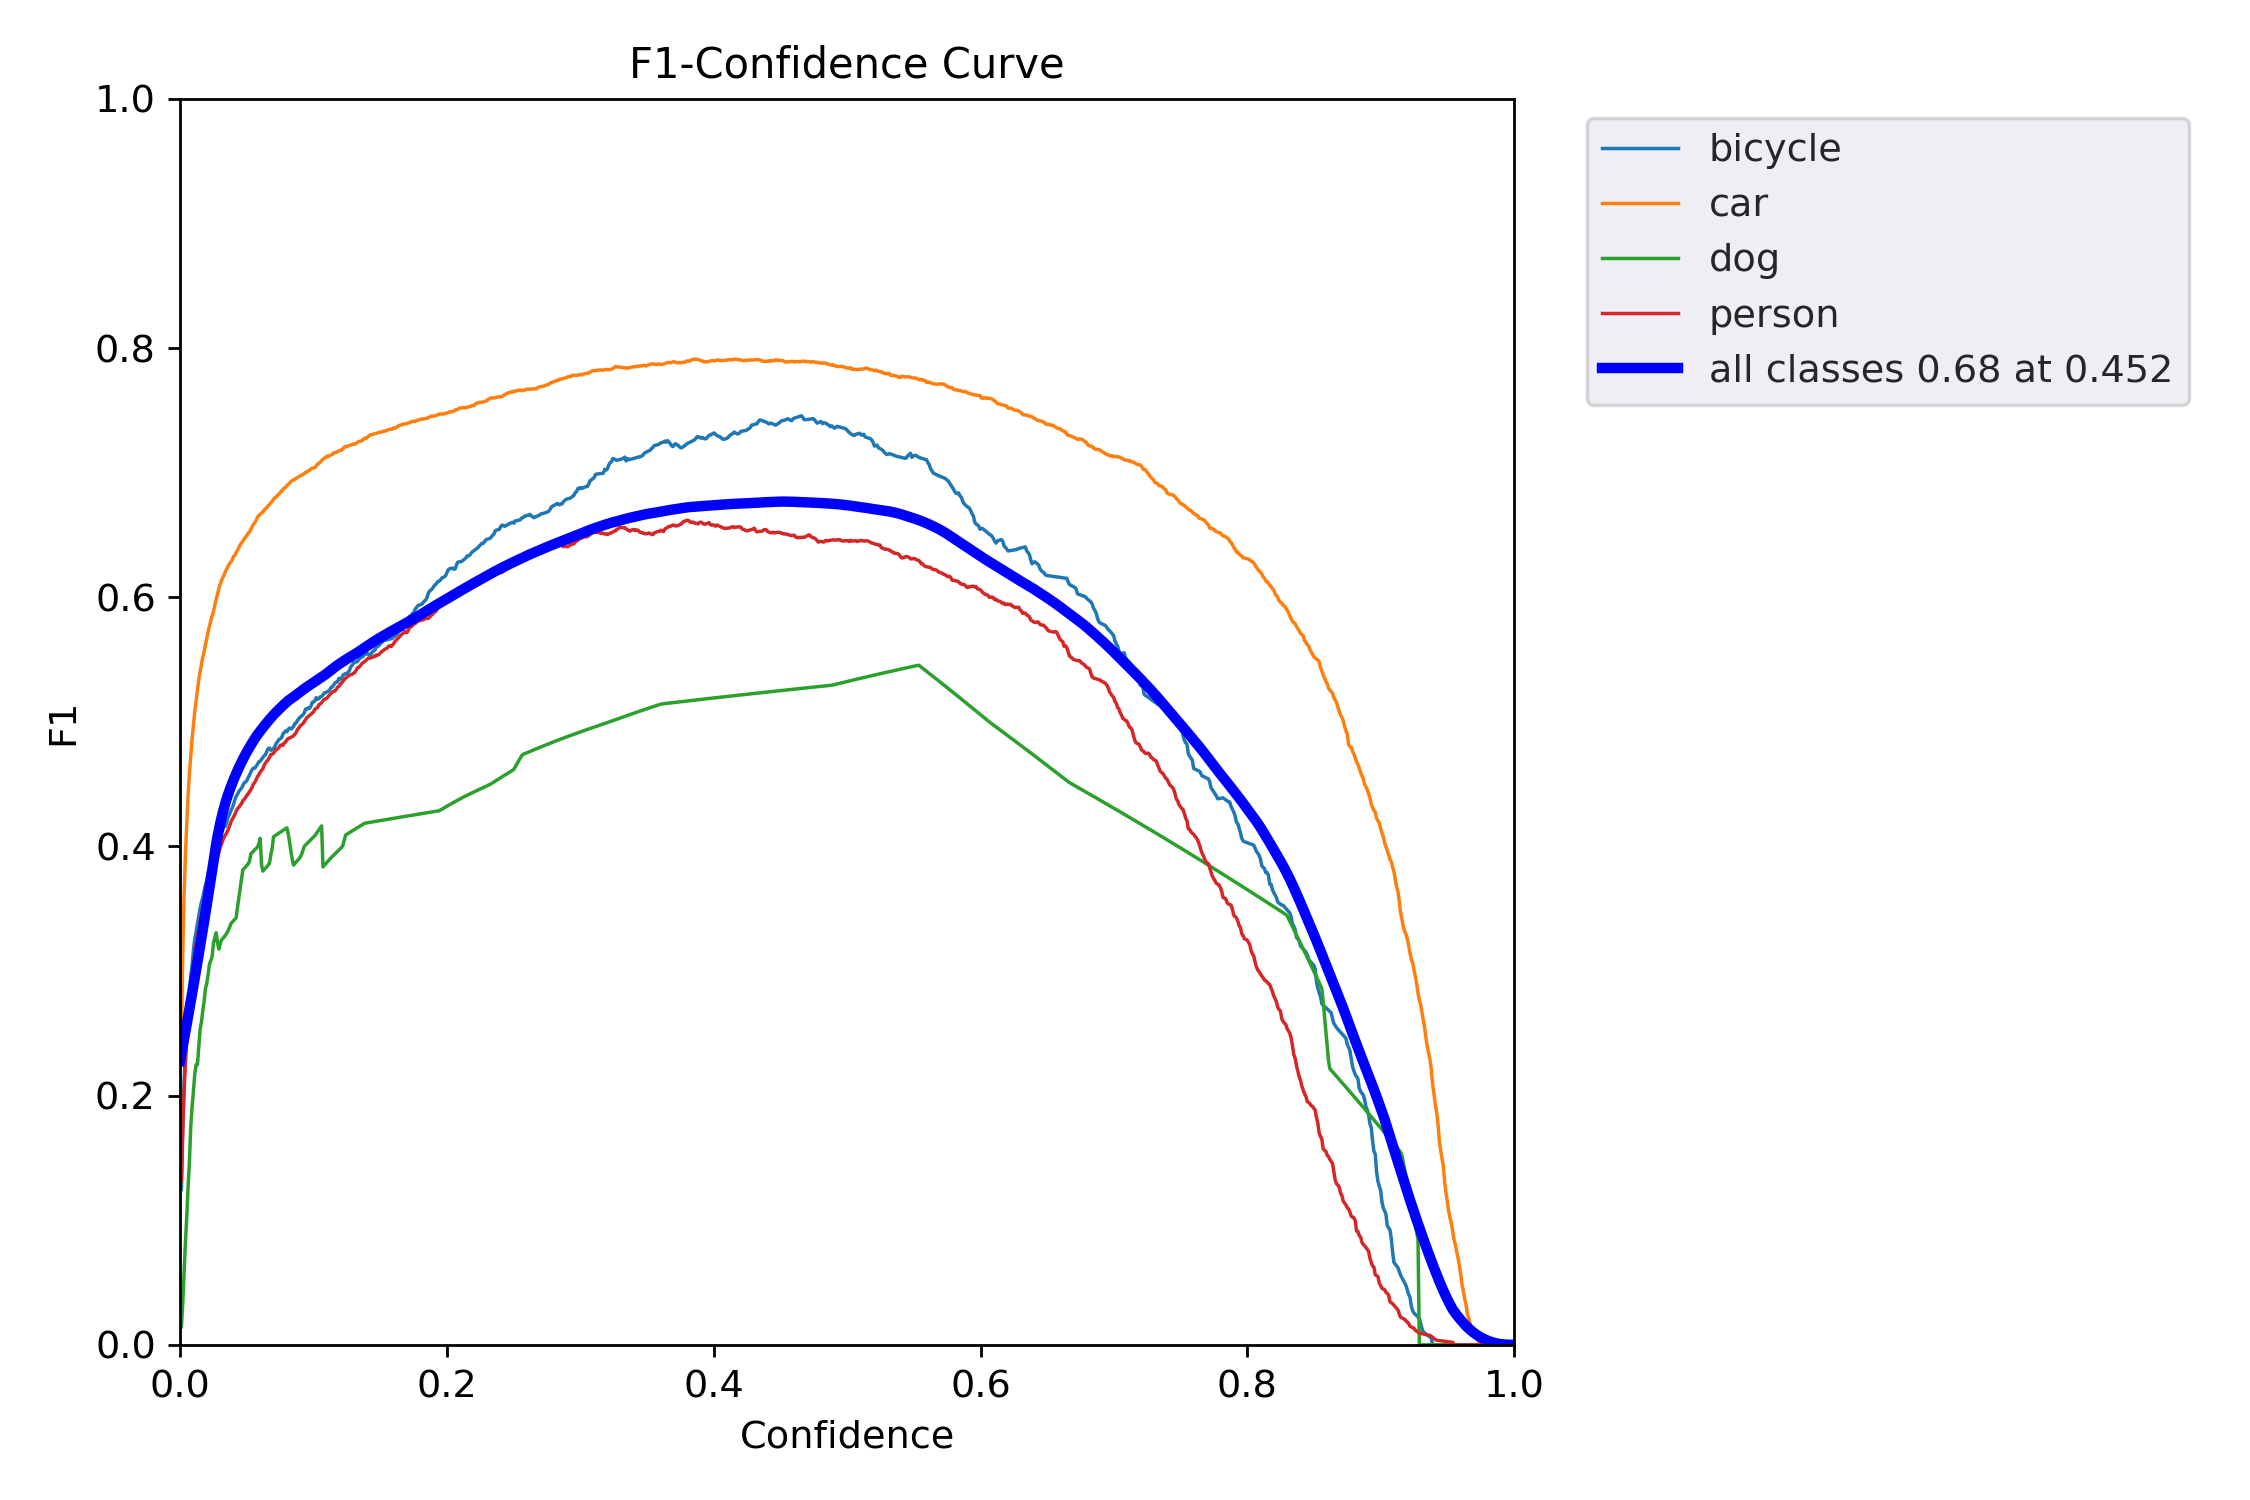 F1-Confidence Curve
1.0
0.8
0.6
0.4
0.2
0.0
F1
0.0 0.2 0.4 0.6 0.8 1.0
Confidence
bicycle
car
dog
person
all classes 0.68 at 0.452